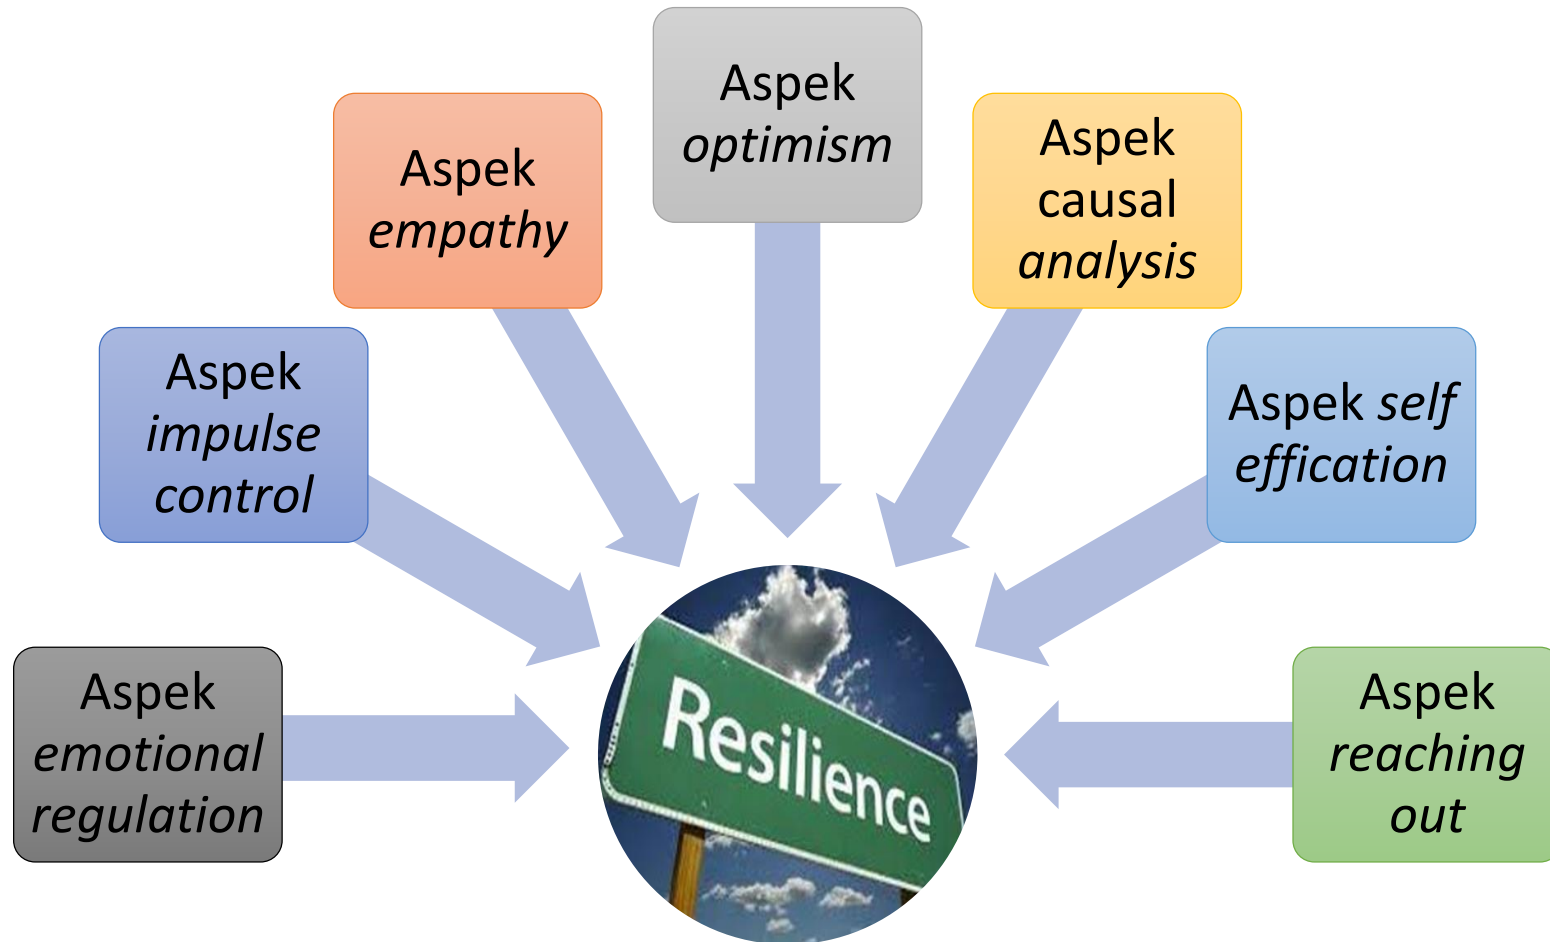 Aspek
optimism
Aspek
empathy
Aspek
causal
analysis
Aspek
impulse
control
Aspek self
effication
Aspek
emotional
regulation
Aspek
reaching
out
Resilience